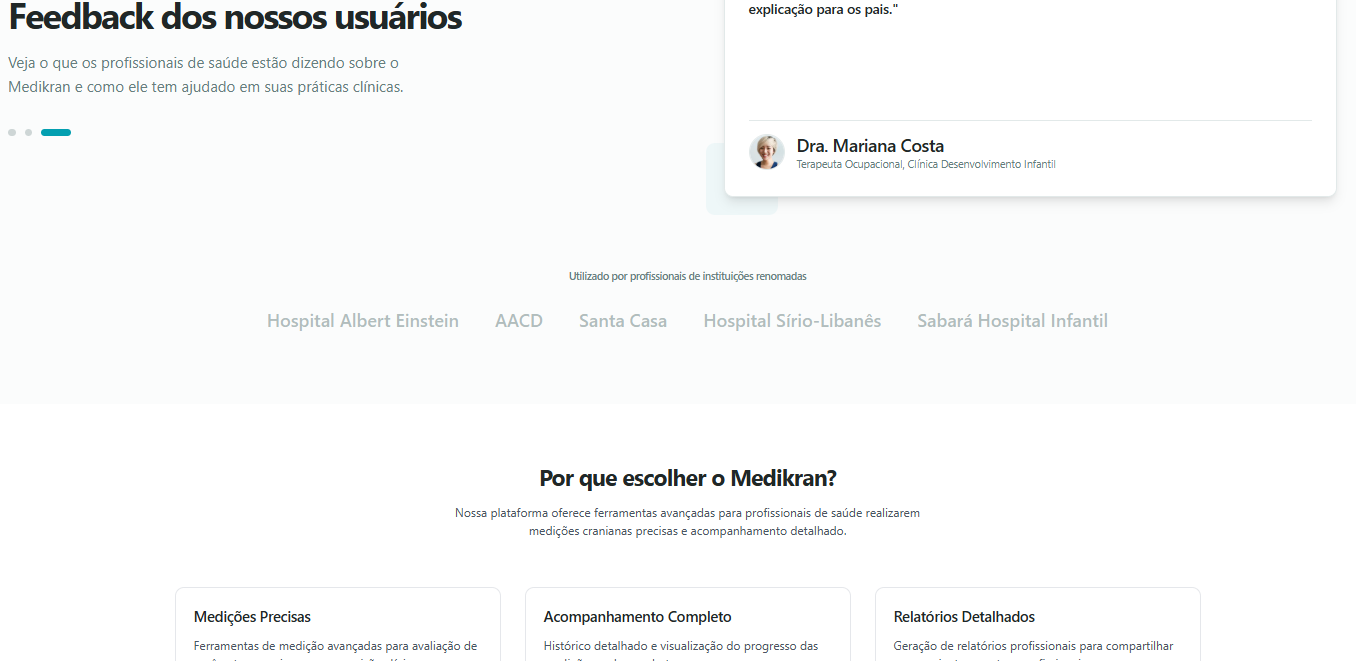 Feedback dos nossos usuários
Veja o que os profissionais de saúde estão dizendo sobre o
Medikran e como ele tem ajudado em suas práticas clínicas.
explicação para os pais."
Dra. Mariana Costa
Terapeuta Ocupacional, Clínica Desenvolvimento Infantil
Utilizado por profissionais de instituições renomadas
Hospital Albert Einstein AACD Santa Casa Hospital Sírio-Libanês Sabará Hospital Infantil
Por que escolher o Medikran?
Nossa plataforma oferece ferramentas avançadas para profissionais de saúde realizarem
medições cranianas precisas e acompanhamento detalhado.
Medições Precisas
Ferramentas de medição avançadas para avaliação de
Acompanhamento Completo
Histórico detalhado e visualização do progresso das
Relatórios Detalhados
Geração de relatórios profissionais para compartilhar